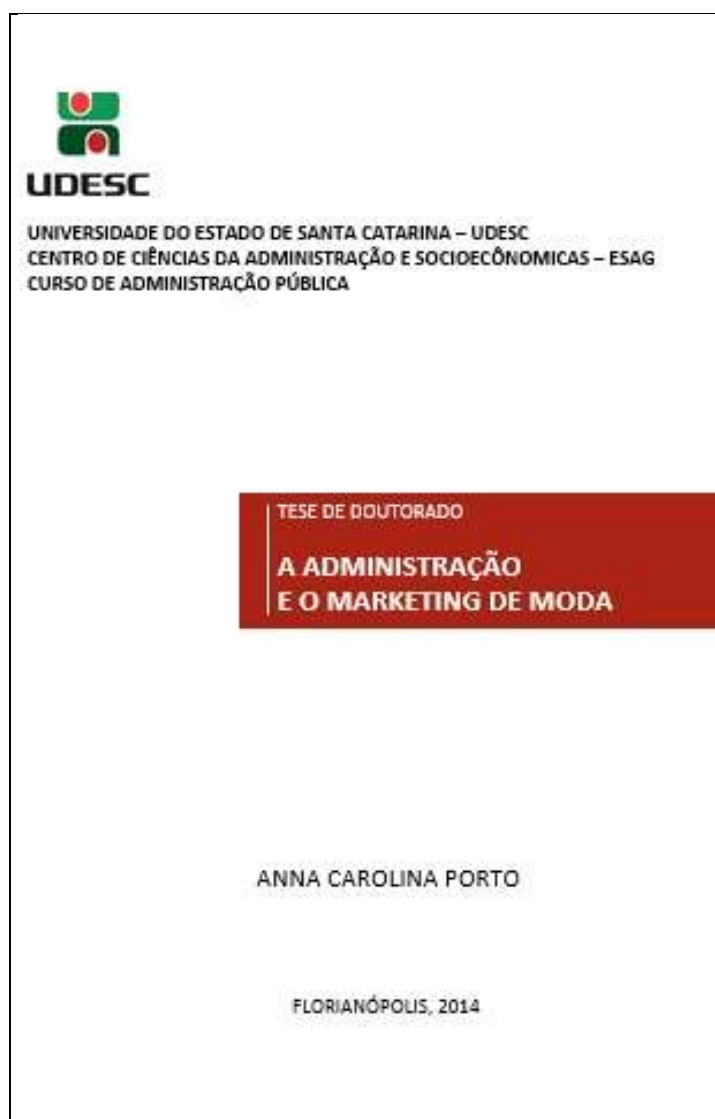 UDESC
UNIVERSIDADE DO ESTADO DE SANTA CATARINA – UDESC
CENTRO DE CIÊNCIAS DA ADMINISTRAÇÃO E SOCIOECÔNOMICAS – ESAG
CURSO DE ADMINISTRAÇÃO PÚBLICA
TESE DE DOUTORADO
A ADMINISTRAÇÃO
E O MARKETING DE MODA
ANNA CAROLINA PORTO
FLORIANÓPOLIS, 2014